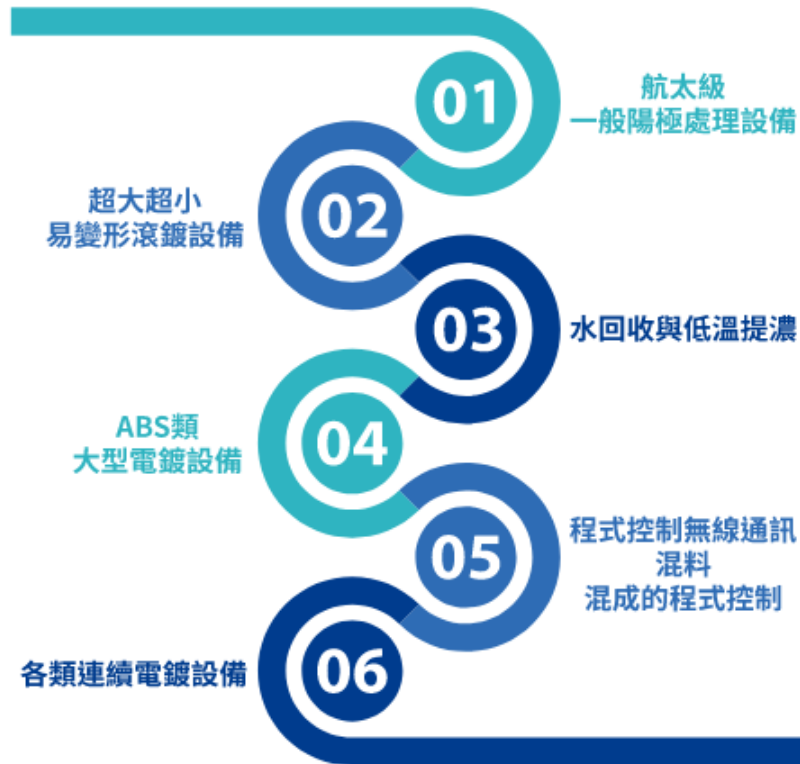 01
航太級
一般陽極處理設備
02
超大超小
易變形滾鍍設備
03
水回收與低溫提濃
04
ABS類
大型電鍍設備
05
程式控制無線通訊
混料
混成的程式控制
06
各類連續電鍍設備